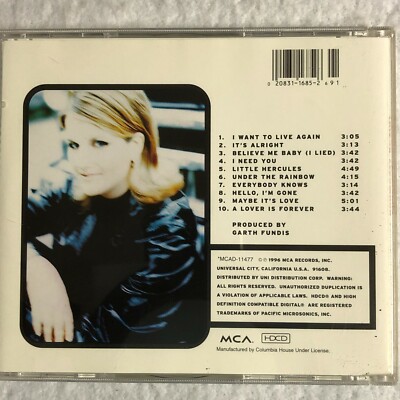 0 20831-1685-2 691
1. I WANT TO LIVE AGAIN 3:05
2. IT'S ALRIGHT 3:13
3. BELIEVE ME BABY (I LIED) 3:42
4. I NEED YOU 3:42
5. LITTLE HERCULES 4:49
6. UNDER THE RAINBOW 4:15
7. EVERYBODY KNOWS 3:14
8. HELLO, I'M GONE 3:42
9. MAYBE IT'S LOVE 5:01
10. A LOVER IS FOREVER 3:44
PRODUCED BY
GARTH FUNDIS
*MCAD-11477 ℗ © 1996 MCA RECORDS, INC.
UNIVERSAL CITY, CALIFORNIA U.S.A. 91608.
DISTRIBUTED BY UNI DISTRIBUTION CORP. WARNING:
ALL RIGHTS RESERVED. UNAUTHORIZED DUPLICATION IS
A VIOLATION OF APPLICABLE LAWS. HDCD® AND HIGH
DEFINITION COMPATIBLE DIGITAL® ARE REGISTERED
TRADEMARKS OF PACIFIC MICROSONICS, INC.
MCA. HDCD
Manufactured by Columbia House Under License.